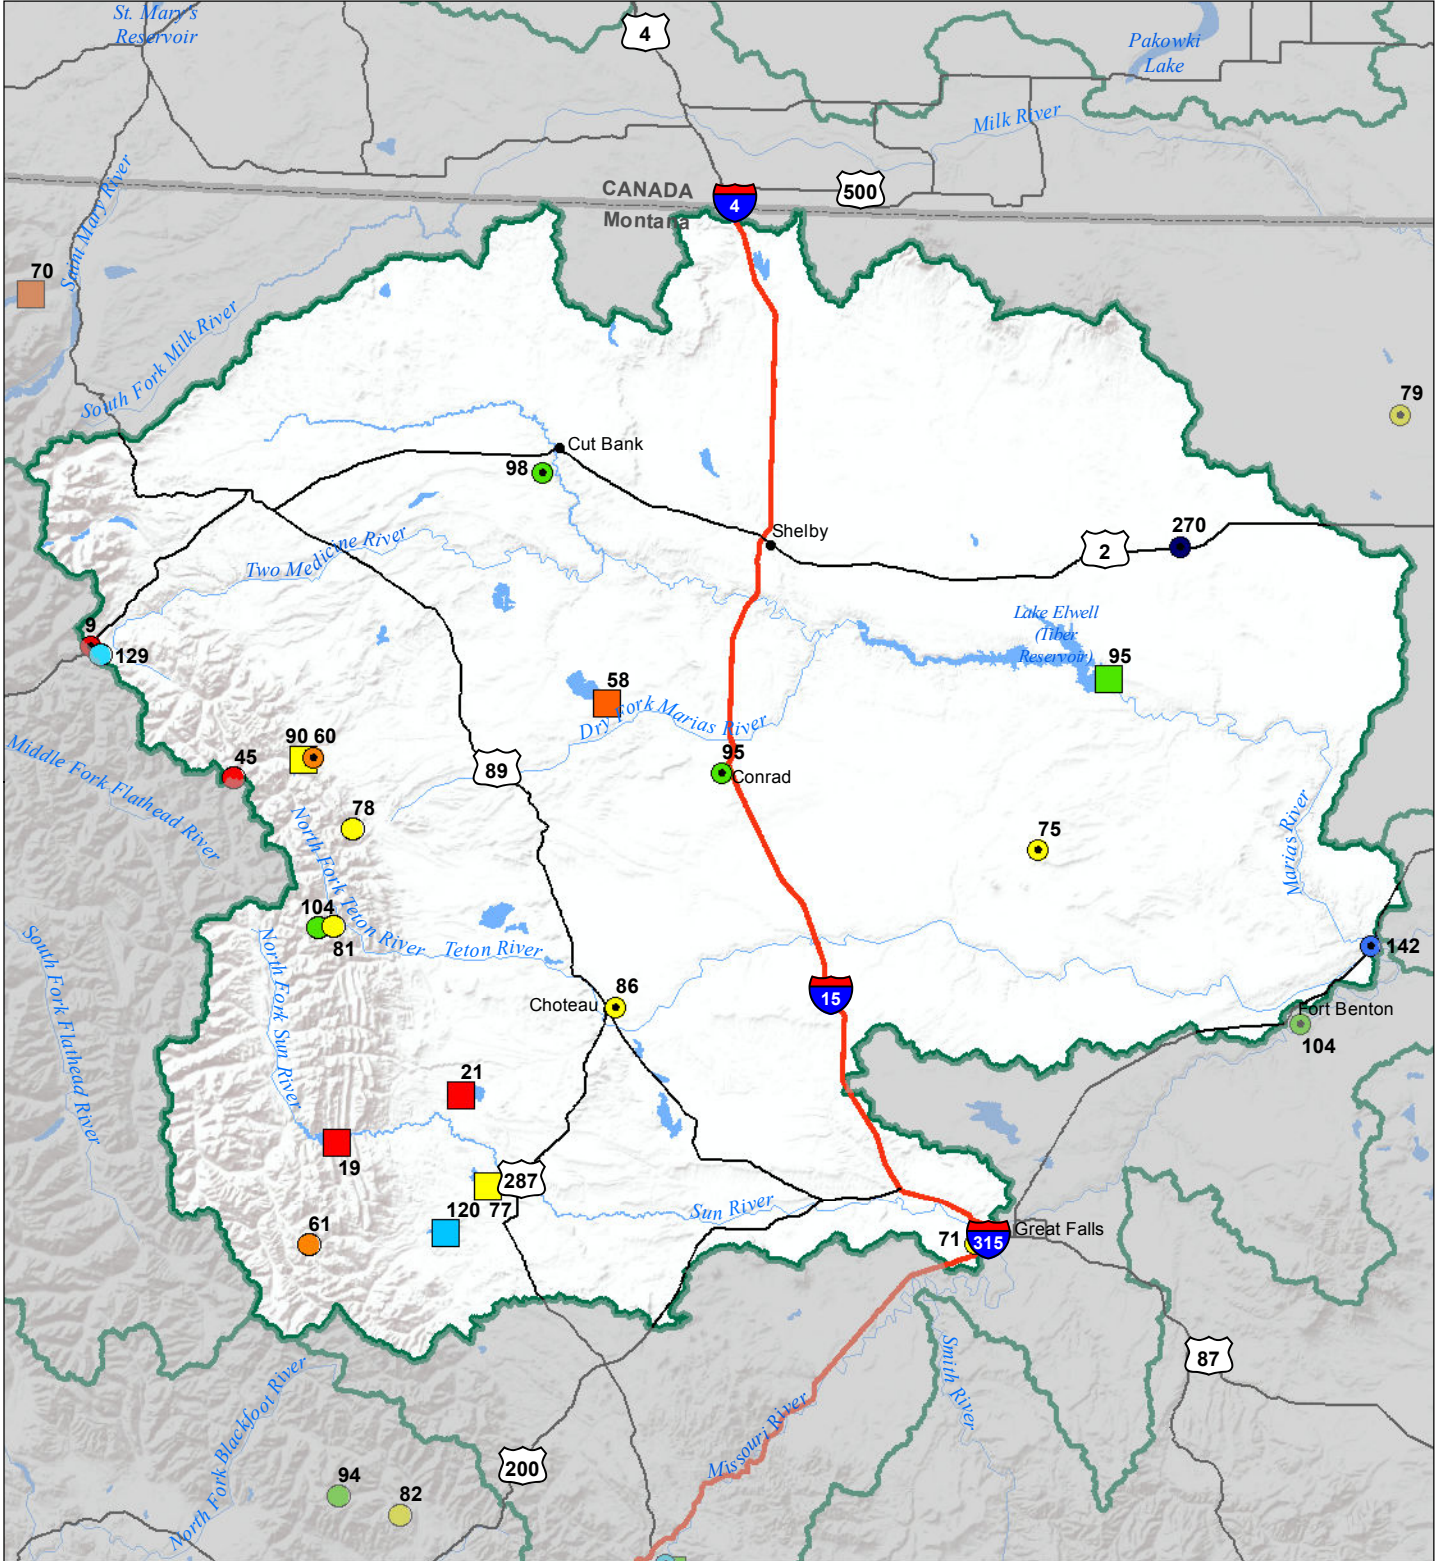 St. Mary's
Reservoir
4
Pakowki
Lake
Milk River
CANADA
500
4
Montana
Saint Mary River
70
South Fork Milk River
79
Cut Bank
98
Shelby
270
2
Two Medicine River
Lake Elwell
(Tiber
Reservoir)
9
129
95
58
Dry Fork Marias River
90 60
45
Middle Fork Flathead River
89
95
Conrad
78
75
Marias River
North Fork Teton River
104
81
Teton River
142
South Fork Flathead River
North Fork Sun River
86
Choteau
15
Fort Benton
104
21
19
287
77
120
Sun River
61
71
315
Great Falls
Smith River
87
North Fork Blackfoot River
Missouri River
200
94
82